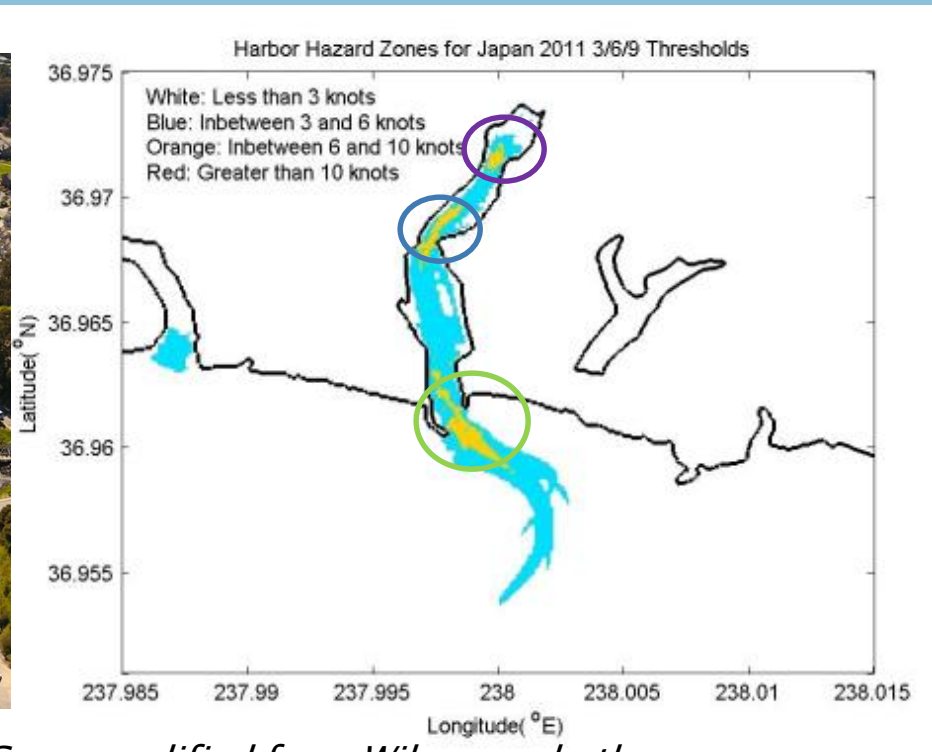 Harbor Hazard Zones for Japan 2011 3/6/9 Thresholds
White: Less than 3 knots
Blue: Inbetween 3 and 6 knots
Orange: Inbetween 6 and 10 knots
Red: Greater than 10 knots
36.975
36.97
36.965
36.96
36.955
Latitude(°N)
237.985 237.99 237.995 238 238.005 238.01 238.015
Longitude(°E)